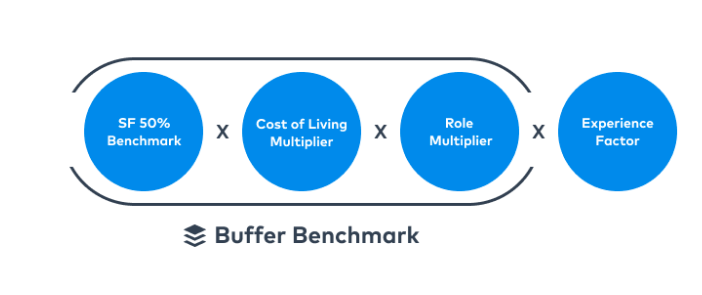 SF 50%
Benchmark
X
Cost of Living
Multiplier
X
Role
Multiplier
X
Experience
Factor
Buffer Benchmark